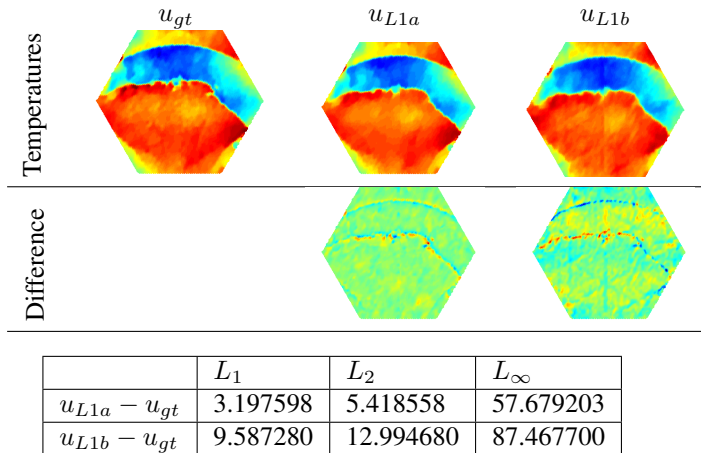 u_gt u_L1a u_L1b
Temperatures
Difference
L_1 L_2 L_∞
u_L1a − u_gt 3.197598 5.418558 57.679203
u_L1b − u_gt 9.587280 12.994680 87.467700